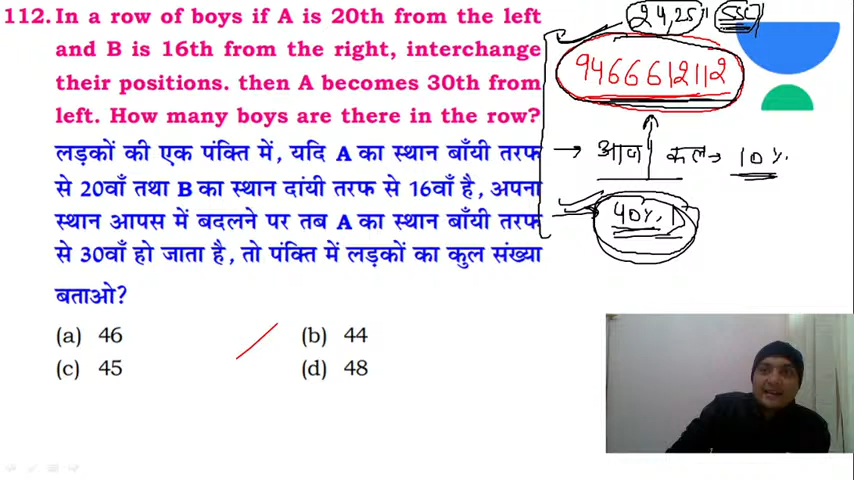 112. In a row of boys if A is 20th from the left
and B is 16th from the right, interchange
their positions. then A becomes 30th from
left. How many boys are there in the row?
लड़कों की एक पंक्ति में, यदि A का स्थान बाँयी तरफ
से 20वाँ तथा B का स्थान दांयी तरफ से 16वाँ है, अपना
स्थान आपस में बदलने पर तब A का स्थान बाँयी तरफ
से 30वाँ हो जाता है, तो पंक्ति में लड़कों का कुल संख्या
बताओ?
(a) 46 (b) 44
(c) 45 (d) 48
24,25" SSC"
9466612112
→ आज कल → 10%.
40%.